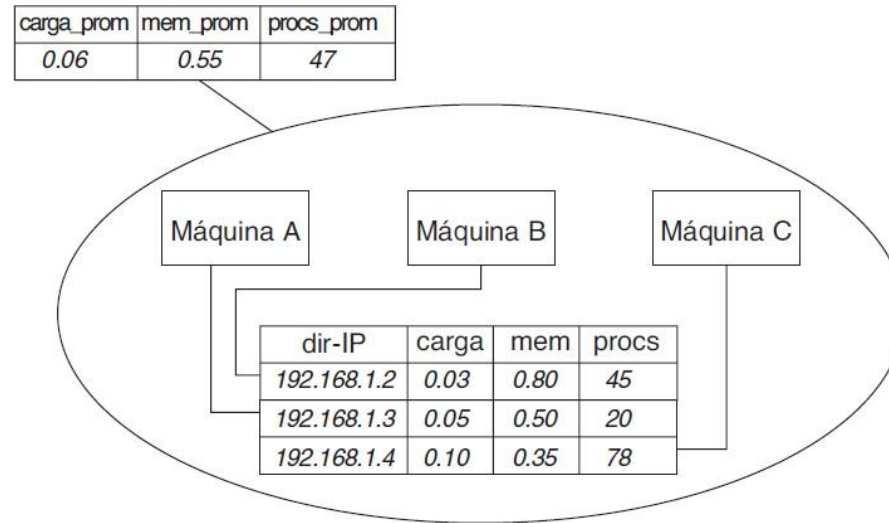 carga_prom mem_prom procs_prom
0.06 0.55 47
Máquina A Máquina B Máquina C
dir-IP carga mem procs
192.168.1.2 0.03 0.80 45
192.168.1.3 0.05 0.50 20
192.168.1.4 0.10 0.35 78